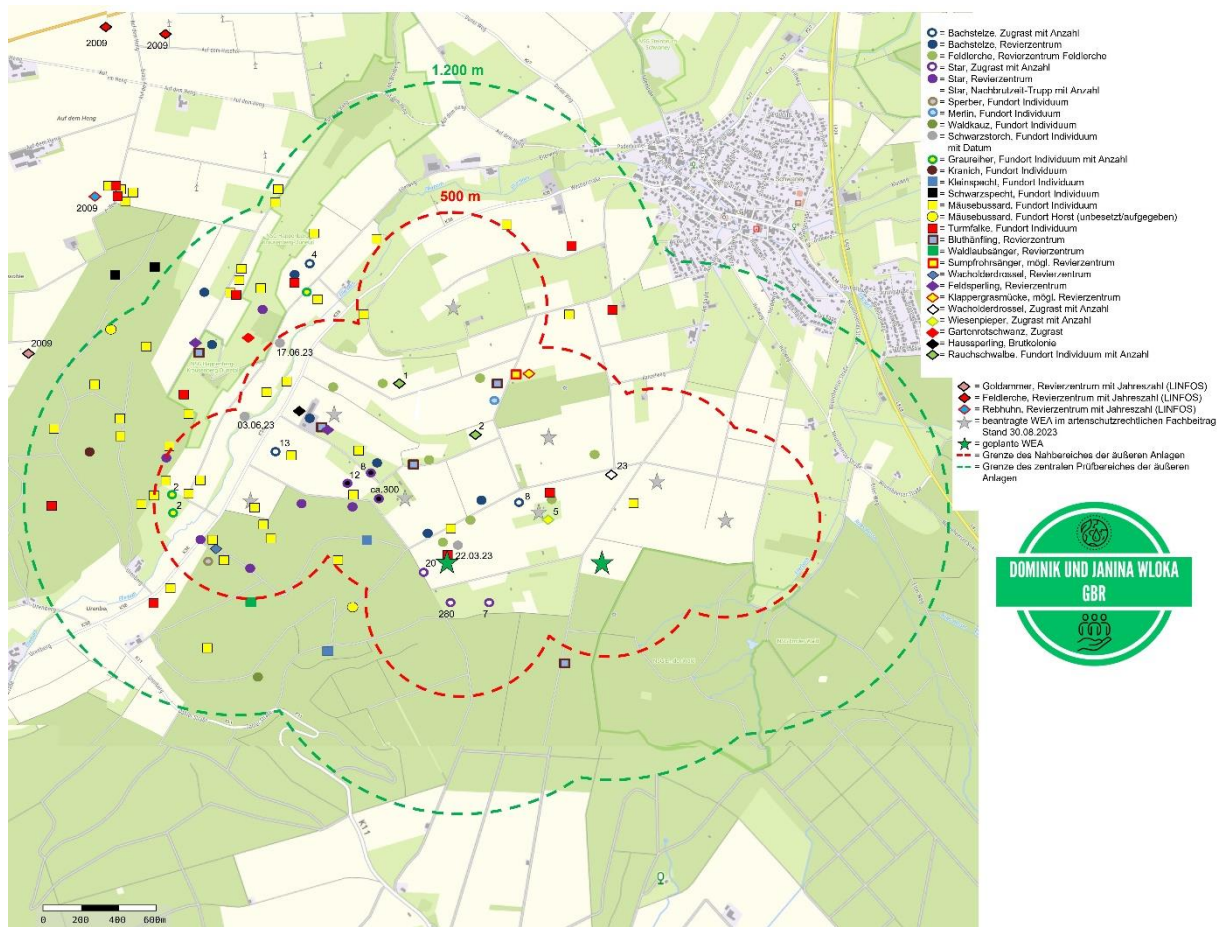 2009
2009
Auf dem Heng
1.200 m
500 m
2009
4
17.06.23
2009
1
03.06.23
2
13
8
12
ca.300
23
8
5
2
2
22.03.23
20
280
7
K11
0 200 400 600m
= Bachstelze, Zugrast mit Anzahl
= Bachstelze, Revierzentrum
= Feldlerche, Revierzentrum Feldlerche
= Star, Zugrast mit Anzahl
= Star, Revierzentrum
= Star, Nachbrutzeit-Trupp mit Anzahl
= Sperber, Fundort Individuum
= Merlin, Fundort Individuum
= Waldkauz, Fundort Individuum
= Schwarzstorch, Fundort Individuum
mit Datum
= Graureiher, Fundort Individuum mit Anzahl
= Kranich, Fundort Individuum
= Kleinspecht, Fundort Individuum
= Schwarzspecht, Fundort Individuum
= Mäusebussard, Fundort Individuum
= Mäusebussard, Fundort Horst (unbesetzt/aufgegeben)
= Turmfalke, Fundort Individuum
= Bluthänfling, Revierzentrum
= Waldlaubsänger, Revierzentrum
= Sumpfrohrsänger, mögl. Revierzentrum
= Wacholderdrossel, Revierzentrum
= Feldsperling, Revierzentrum
= Klappergrasmücke, mögl. Revierzentrum
= Wacholderdrossel, Zugrast mit Anzahl
= Wiesenpieper, Zugrast mit Anzahl
= Gartenrotschwanz, Zugrast
= Haussperling, Brutkolonie
= Rauchschwalbe, Fundort Individuum mit Anzahl
= Goldammer, Revierzentrum mit Jahreszahl (LINFOS)
= Feldlerche, Revierzentrum mit Jahreszahl (LINFOS)
= Rebhuhn, Revierzentrum mit Jahreszahl (LINFOS)
= beantragte WEA im artenschutzrechtlichen Fachbeitrag
Stand 30.08.2023
= geplante WEA
= Grenze des Nahbereiches der äußeren Anlagen
= Grenze des zentralen Prüfbereiches der äußeren
Anlagen
DOMINIK UND JANINA WLOKA
GBR